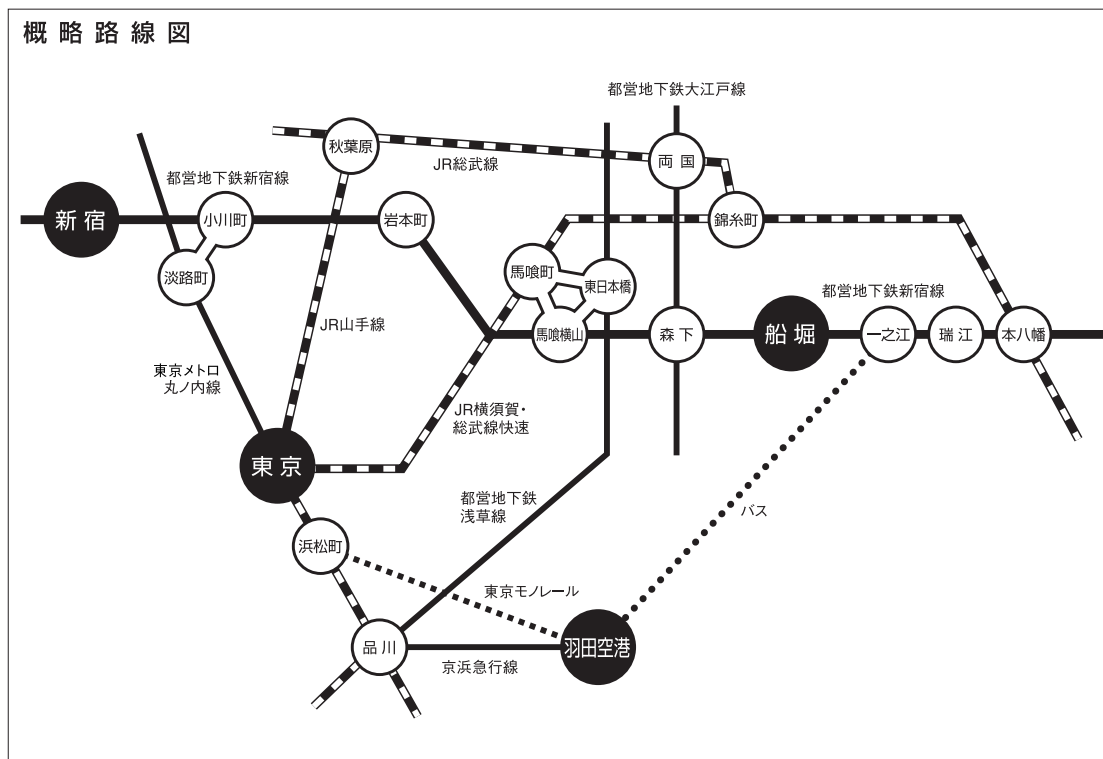 概略路線図
都営地下鉄大江戸線
秋葉原
JR総武線
両国
都営地下鉄新宿線
新宿
小川町
岩本町
錦糸町
淡路町
馬喰町
東日本橋
都営地下鉄新宿線
JR山手線
馬喰横山
森下
船堀
一之江
瑞江
本八幡
東京メトロ
丸ノ内線
JR横須賀・
総武線快速
東京
都営地下鉄
浅草線
バス
浜松町
東京モノレール
品川
羽田空港
京浜急行線